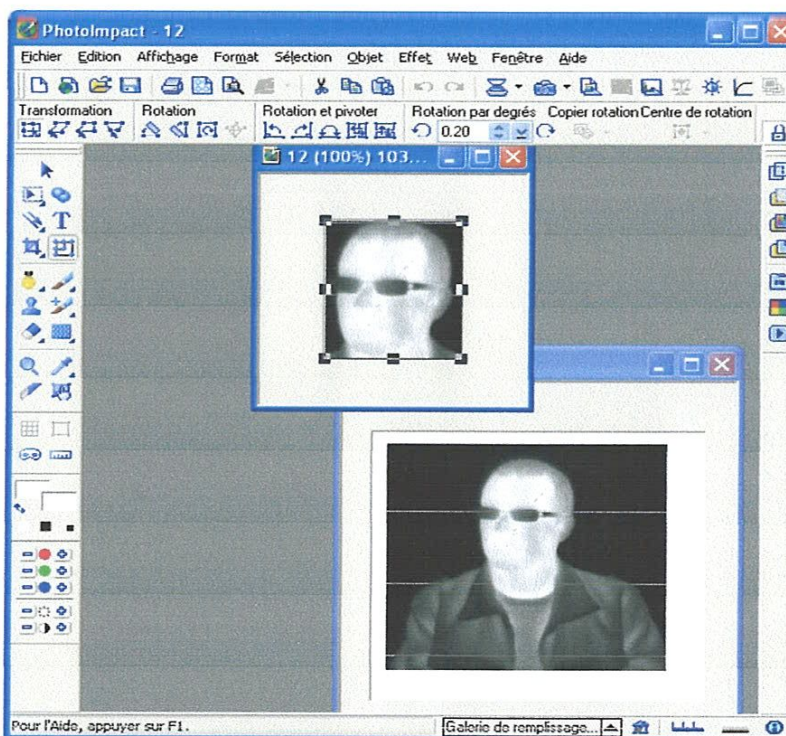 PhotoImpact - 12
Fichier Edition Affichage Format Sélection Objet Effet Web Fenêtre Aide
Transformation Rotation Rotation et pivoter Rotation par degrés Copier rotation Centre de rotation
0.20
12 (100%) 103...
T
Pour l'Aide, appuyer sur F1.
Galerie de remplissage...